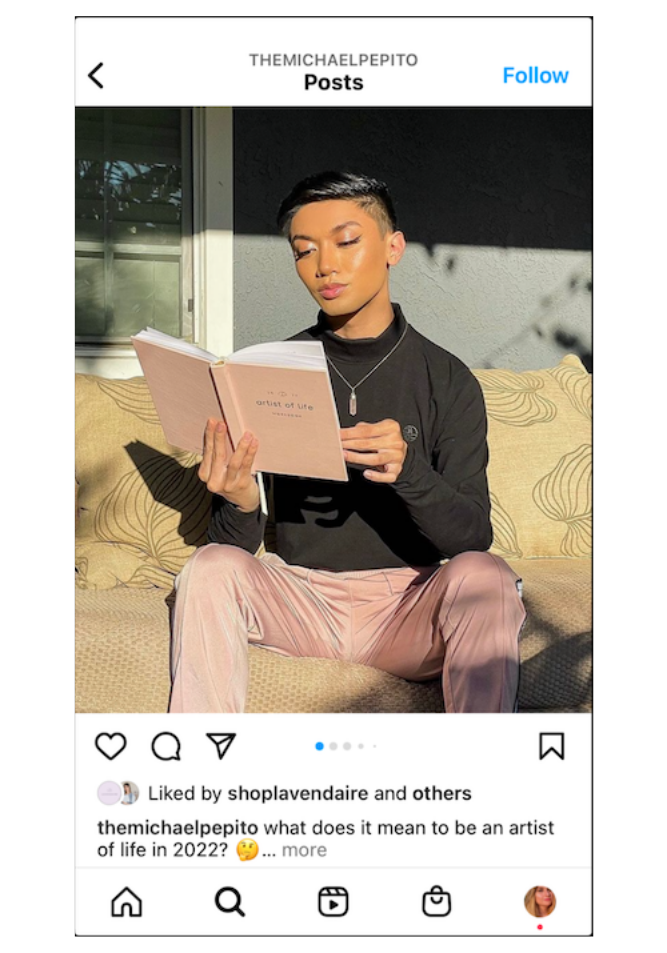 THEMICHAELPEPITO
Posts
Follow
artist of life
Liked by shoplavendaire and others
themichaelpepito what does it mean to be an artist
of life in 2022? 🤔... more